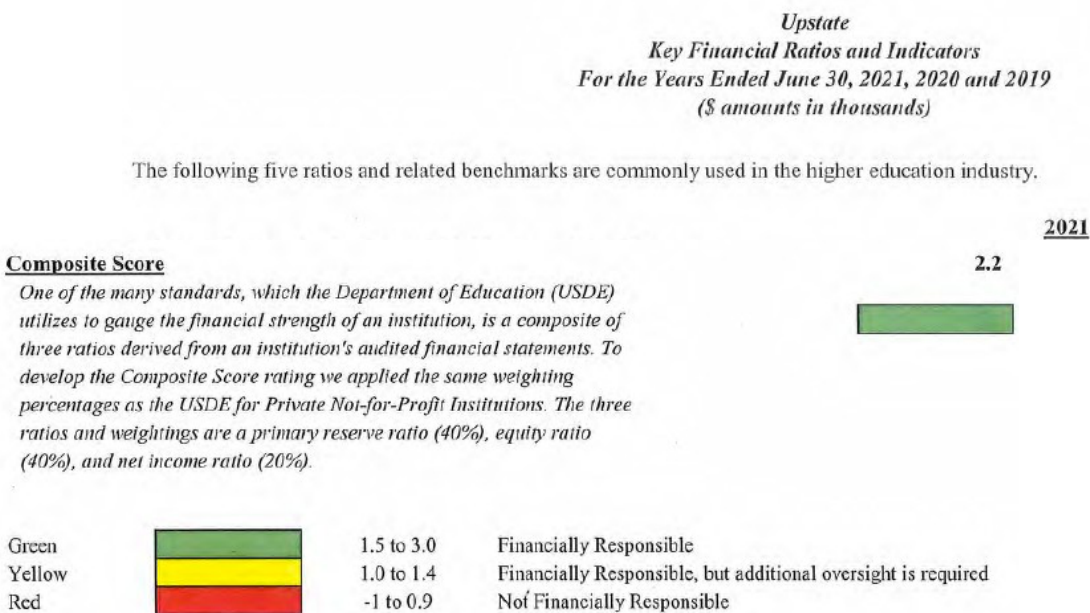 Upstate
Key Financial Ratios and Indicators
For the Years Ended June 30, 2021, 2020 and 2019
($ amounts in thousands)
The following five ratios and related benchmarks are commonly used in the higher education industry.
2021
Composite Score 2.2
One of the many standards, which the Department of Education (USDE)
utilizes to gauge the financial strength of an institution, is a composite of
three ratios derived from an institution's audited financial statements. To
develop the Composite Score rating we applied the same weighting
percentages as the USDE for Private Not-for-Profit Institutions. The three
ratios and weightings are a primary reserve ratio (40%), equity ratio
(40%), and net income ratio (20%).
Green 1.5 to 3.0 Financially Responsible
Yellow 1.0 to 1.4 Financially Responsible, but additional oversight is required
Red -1 to 0.9 Not Financially Responsible